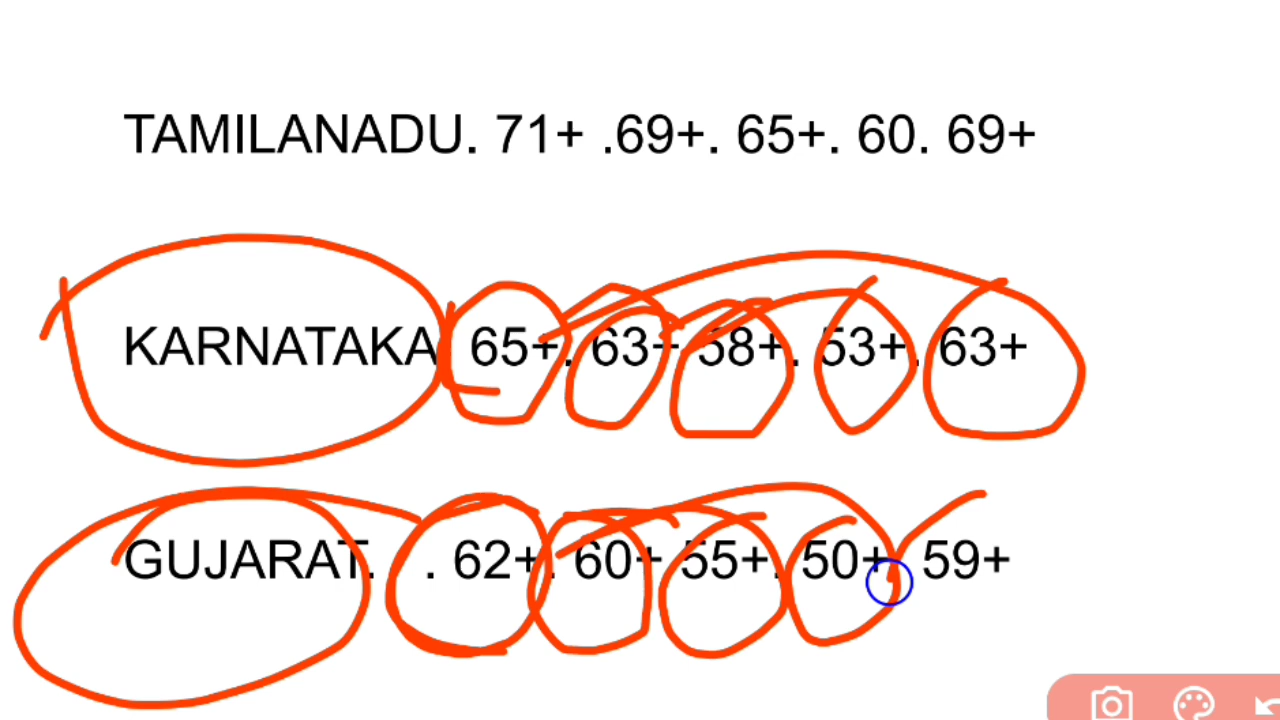 TAMILANADU. 71+ .69+. 65+. 60. 69+
KARNATAKA. 65+. 63+ 58+. 53+. 63+
GUJARAT. . 62+. 60+ 55+. 50+. 59+